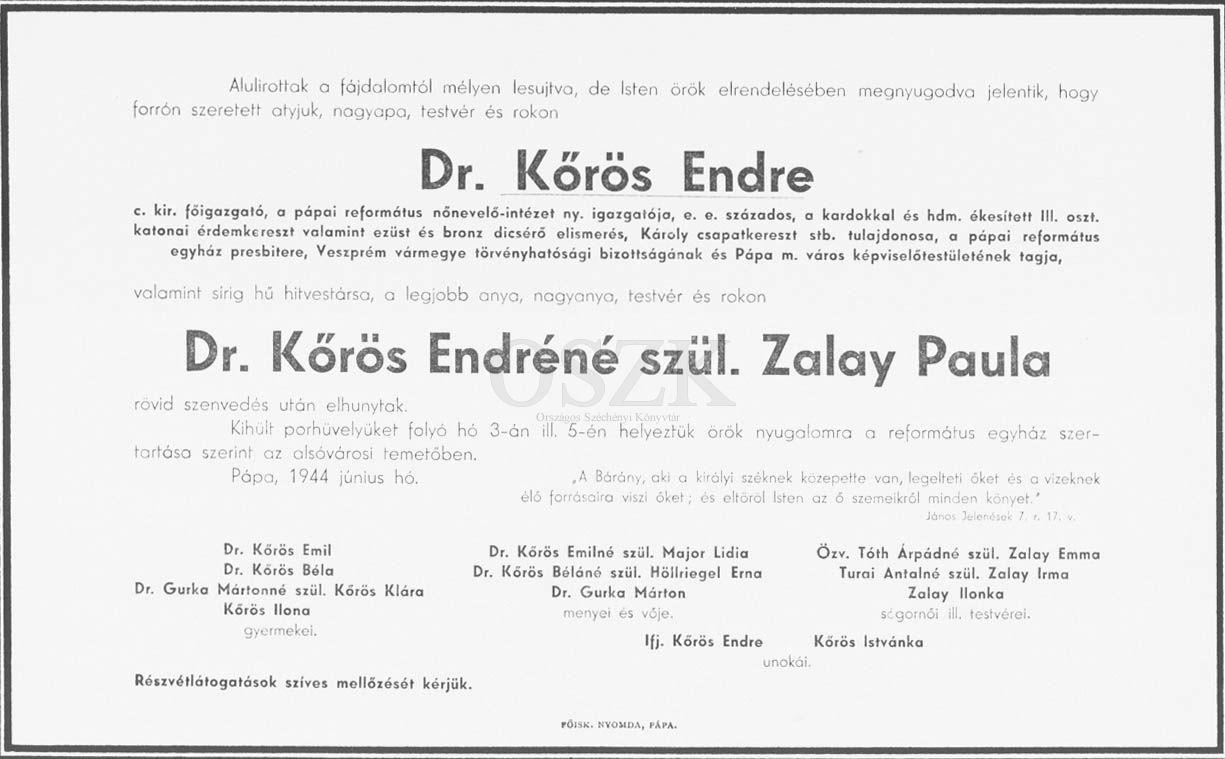 Alulirottak a fájdalomtól mélyen lesujtva, de Isten örök elrendelésében megnyugodva jelentik, hogy
forrón szeretett atyjuk, nagyapa, testvér és rokon
Dr. Kőrös Endre
c. kir. főigazgató, a pápai református nőnevelő-intézet ny. igazgatója, e. e. százados, a kardokkal és hdm. ékesített III. oszt.
katonai érdemkereszt valamint ezüst és bronz dicsérő elismerés, Károly csapatkereszt stb. tulajdonosa, a pápai református
egyház presbitere, Veszprém vármegye törvényhatósági bizottságának és Pápa m. város képviselőtestületének tagja,
valamint sirig hű hitvestársa, a legjobb anya, nagyanya, testvér és rokon
Dr. Kőrös Endréné szül. Zalay Paula
OSZK
rövid szenvedés után elhunytak.
Országos Széchényi Könyvtár
Kihült porhüvelyüket folyó hó 3-án ill. 5-én helyeztük örök nyugalomra a református egyház szer-
tartása szerint az alsóvárosi temetőben.
Pápa, 1944 június hó.
„A Bárány, aki a királyi széknek közepette van, legelteti őket és a vizeknek
élő forrásaira viszi őket; és eltöröl Isten az ő szemeikről minden könyet."
János Jelenések 7. r. 17. v.
Dr. Kőrös Emil
Dr. Kőrös Béla
Dr. Gurka Mártonné szül. Kőrös Klára
Kőrös Ilona
gyermekei.
Dr. Kőrös Emilné szül. Major Lidia
Dr. Kőrös Béláné szül. Höllriegel Erna
Dr. Gurka Márton
menyei és vője.
Özv. Tóth Árpádné szül. Zalay Emma
Turai Antalné szül. Zalay Irma
Zalay Ilonka
sógornői ill. testvérei.
Ifj. Kőrös Endre Kőrös Istvánka
unokái.
Részvétlátogatások szíves mellőzését kérjük.
FŐISK. NYOMDA, PÁPA.